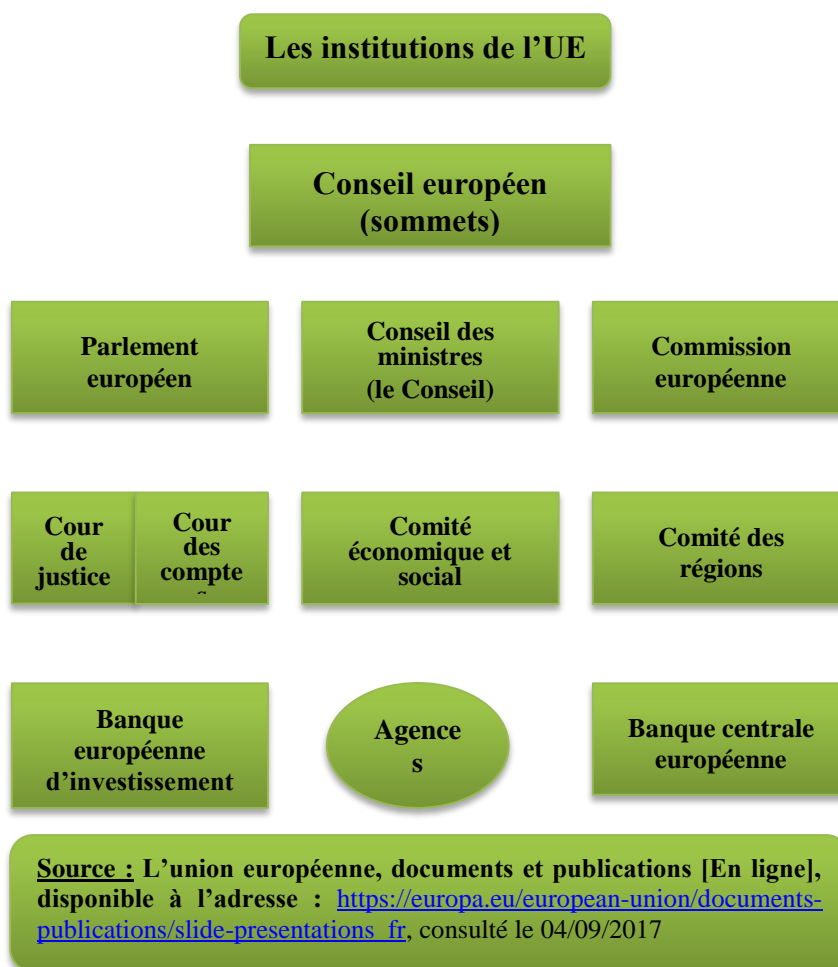 Les institutions de l’UE
Conseil européen
(sommets)
Parlement
européen
Conseil des
ministres
(le Conseil)
Commission
européenne
Cour
de
justice
Cour
des
compte
s
Comité
économique et
social
Comité des
régions
Banque
européenne
d’investissement
Agence
s
Banque centrale
européenne
Source : L’union européenne, documents et publications [En ligne],
disponible à l’adresse : https://europa.eu/european-union/documents-
publications/slide-presentations_fr, consulté le 04/09/2017